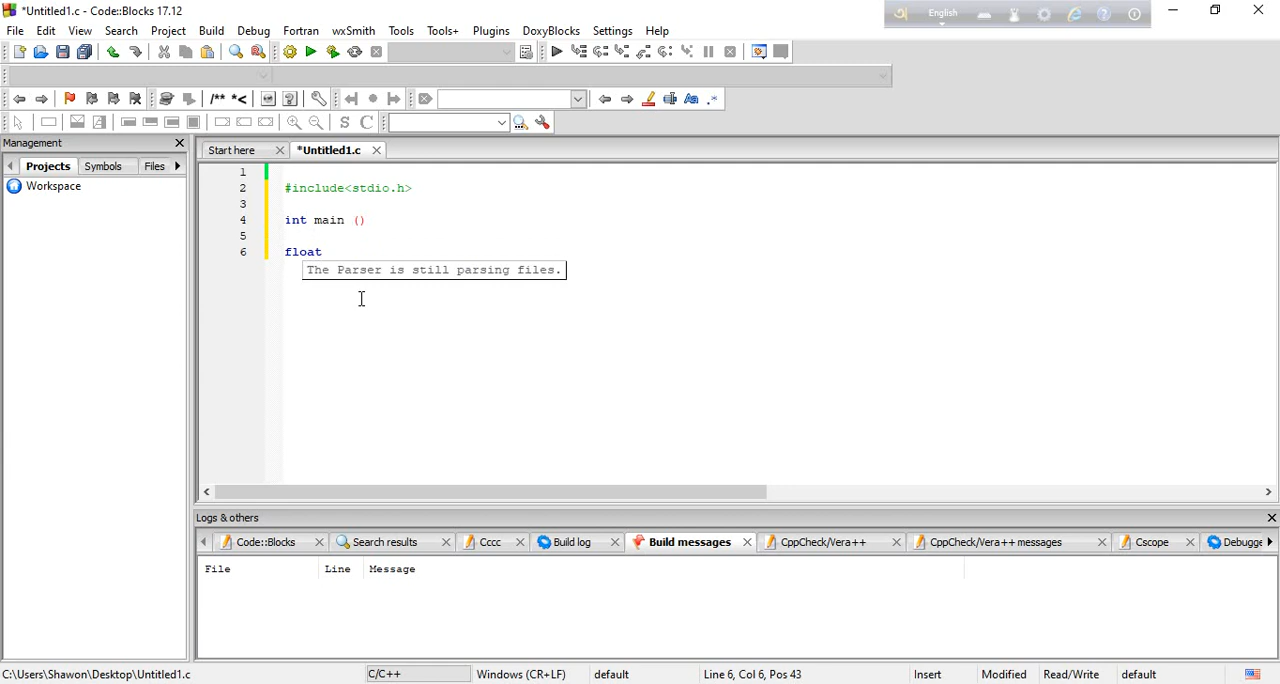 *Untitled1.c - Code::Blocks 17.12
English
File Edit View Search Project Build Debug Fortran wxSmith Tools Tools+ Plugins DoxyBlocks Settings Help
/** *<
S C
Management
Start here *Untitled1.c
Projects Symbols Files
Workspace
1
2 #include<stdio.h>
3
4 int main ()
5
6 float
The Parser is still parsing files.
Logs & others
Code::Blocks Search results Cccc Build log Build messages CppCheck/Vera++ CppCheck/Vera++ messages Cscope Debugge
File Line Message
C:\Users\Shawon\Desktop\Untitled1.c C/C++ Windows (CR+LF) default Line 6, Col 6, Pos 43 Insert Modified Read/Write default